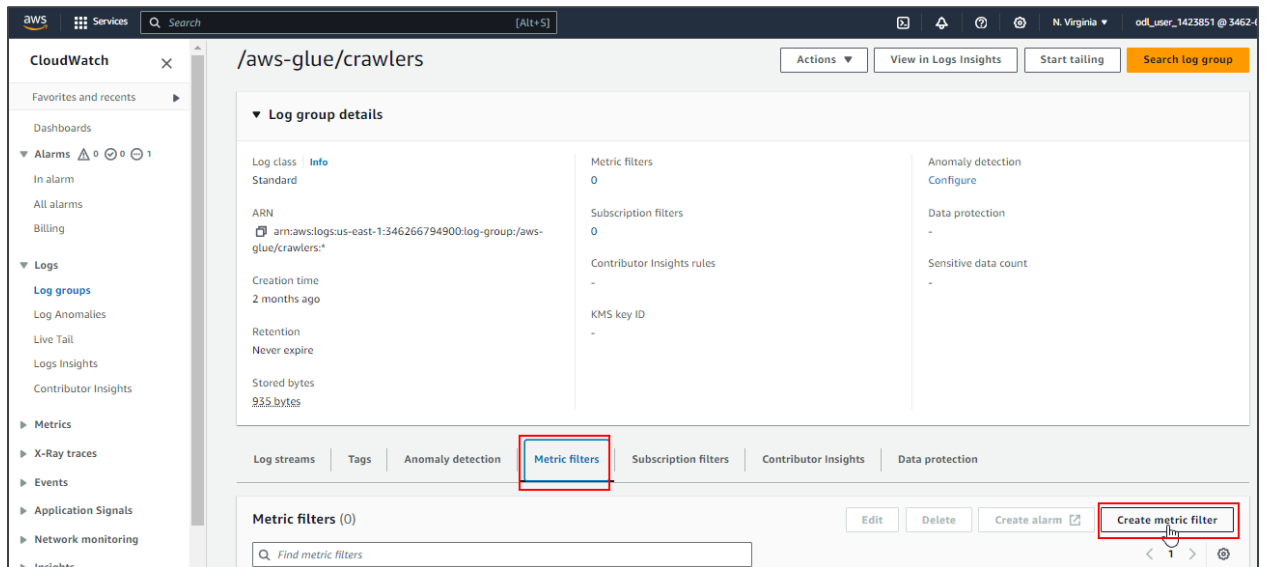 aws Services Search [Alt+S] N. Virginia odl_user_1423851 @ 3462-
CloudWatch
Favorites and recents
Dashboards
Alarms 0 0 1
In alarm
All alarms
Billing
Logs
Log groups
Log Anomalies
Live Tail
Logs Insights
Contributor Insights
Metrics
X-Ray traces
Events
Application Signals
Network monitoring
Insights
/aws-glue/crawlers
Actions View in Logs Insights Start tailing Search log group
Log group details
Log class Info
Standard
ARN
arn:aws:logs:us-east-1:346266794900:log-group:/aws-
glue/crawlers:*
Creation time
2 months ago
Retention
Never expire
Stored bytes
935 bytes
Metric filters
0
Subscription filters
0
Contributor Insights rules
-
KMS key ID
-
Anomaly detection
Configure
Data protection
-
Sensitive data count
-
Log streams Tags Anomaly detection Metric filters Subscription filters Contributor Insights Data protection
Metric filters (0) Edit Delete Create alarm Create metric filter
Find metric filters 1